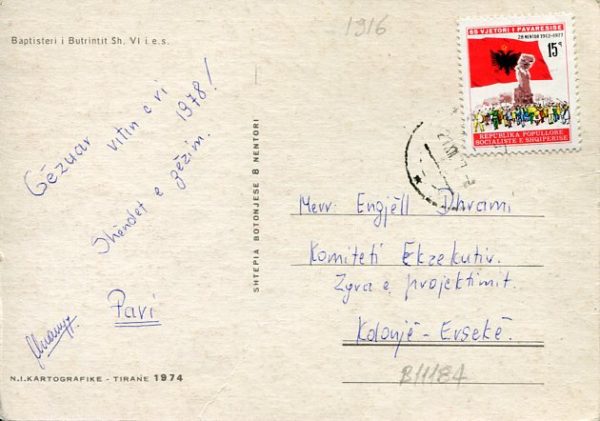 Baptisteri i Butrintit Sh. VI i.e.s.
1916
65 VJETORI I PAVARESISE
28 NENTOR 1912-1977
15
REPUBLIKA POPULLORE
SOCIALISTE E SHQIPERISE
Gëzuar vitin e ri
1978!
Shëndet e gëzim.
Pavi
SHTEPIA BOTONJESE 8 NENTORI
Merr. Engjëll Dhrami
Komiteti Ekzekutiv.
Zyra e projektimit.
Kolonjë - Ersekë.
B11184
N.I.KARTOGRAFIKE - TIRANE 1974